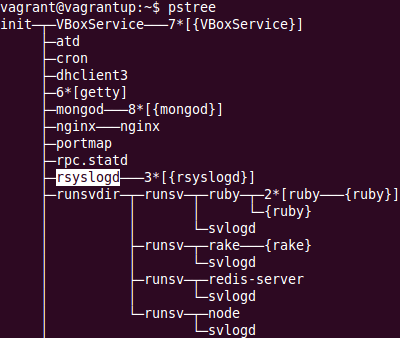 vagrant@vagrantup:~$ pstree
init─┬─VBoxService───7*[{VBoxService}]
     ├─atd
     ├─cron
     ├─dhclient3
     ├─6*[getty]
     ├─mongod───8*[{mongod}]
     ├─nginx───nginx
     ├─portmap
     ├─rpc.statd
     ├─rsyslogd───3*[{rsyslogd}]
     ├─runsvdir─┬─runsv─┬─ruby─┬─2*[ruby───{ruby}]
     │          │       │      └─{ruby}
     │          │       └─svlogd
     │          ├─runsv─┬─rake───{rake}
     │          │       └─svlogd
     │          ├─runsv─┬─redis-server
     │          │       └─svlogd
     │          └─runsv─┬─node
     │                  └─svlogd